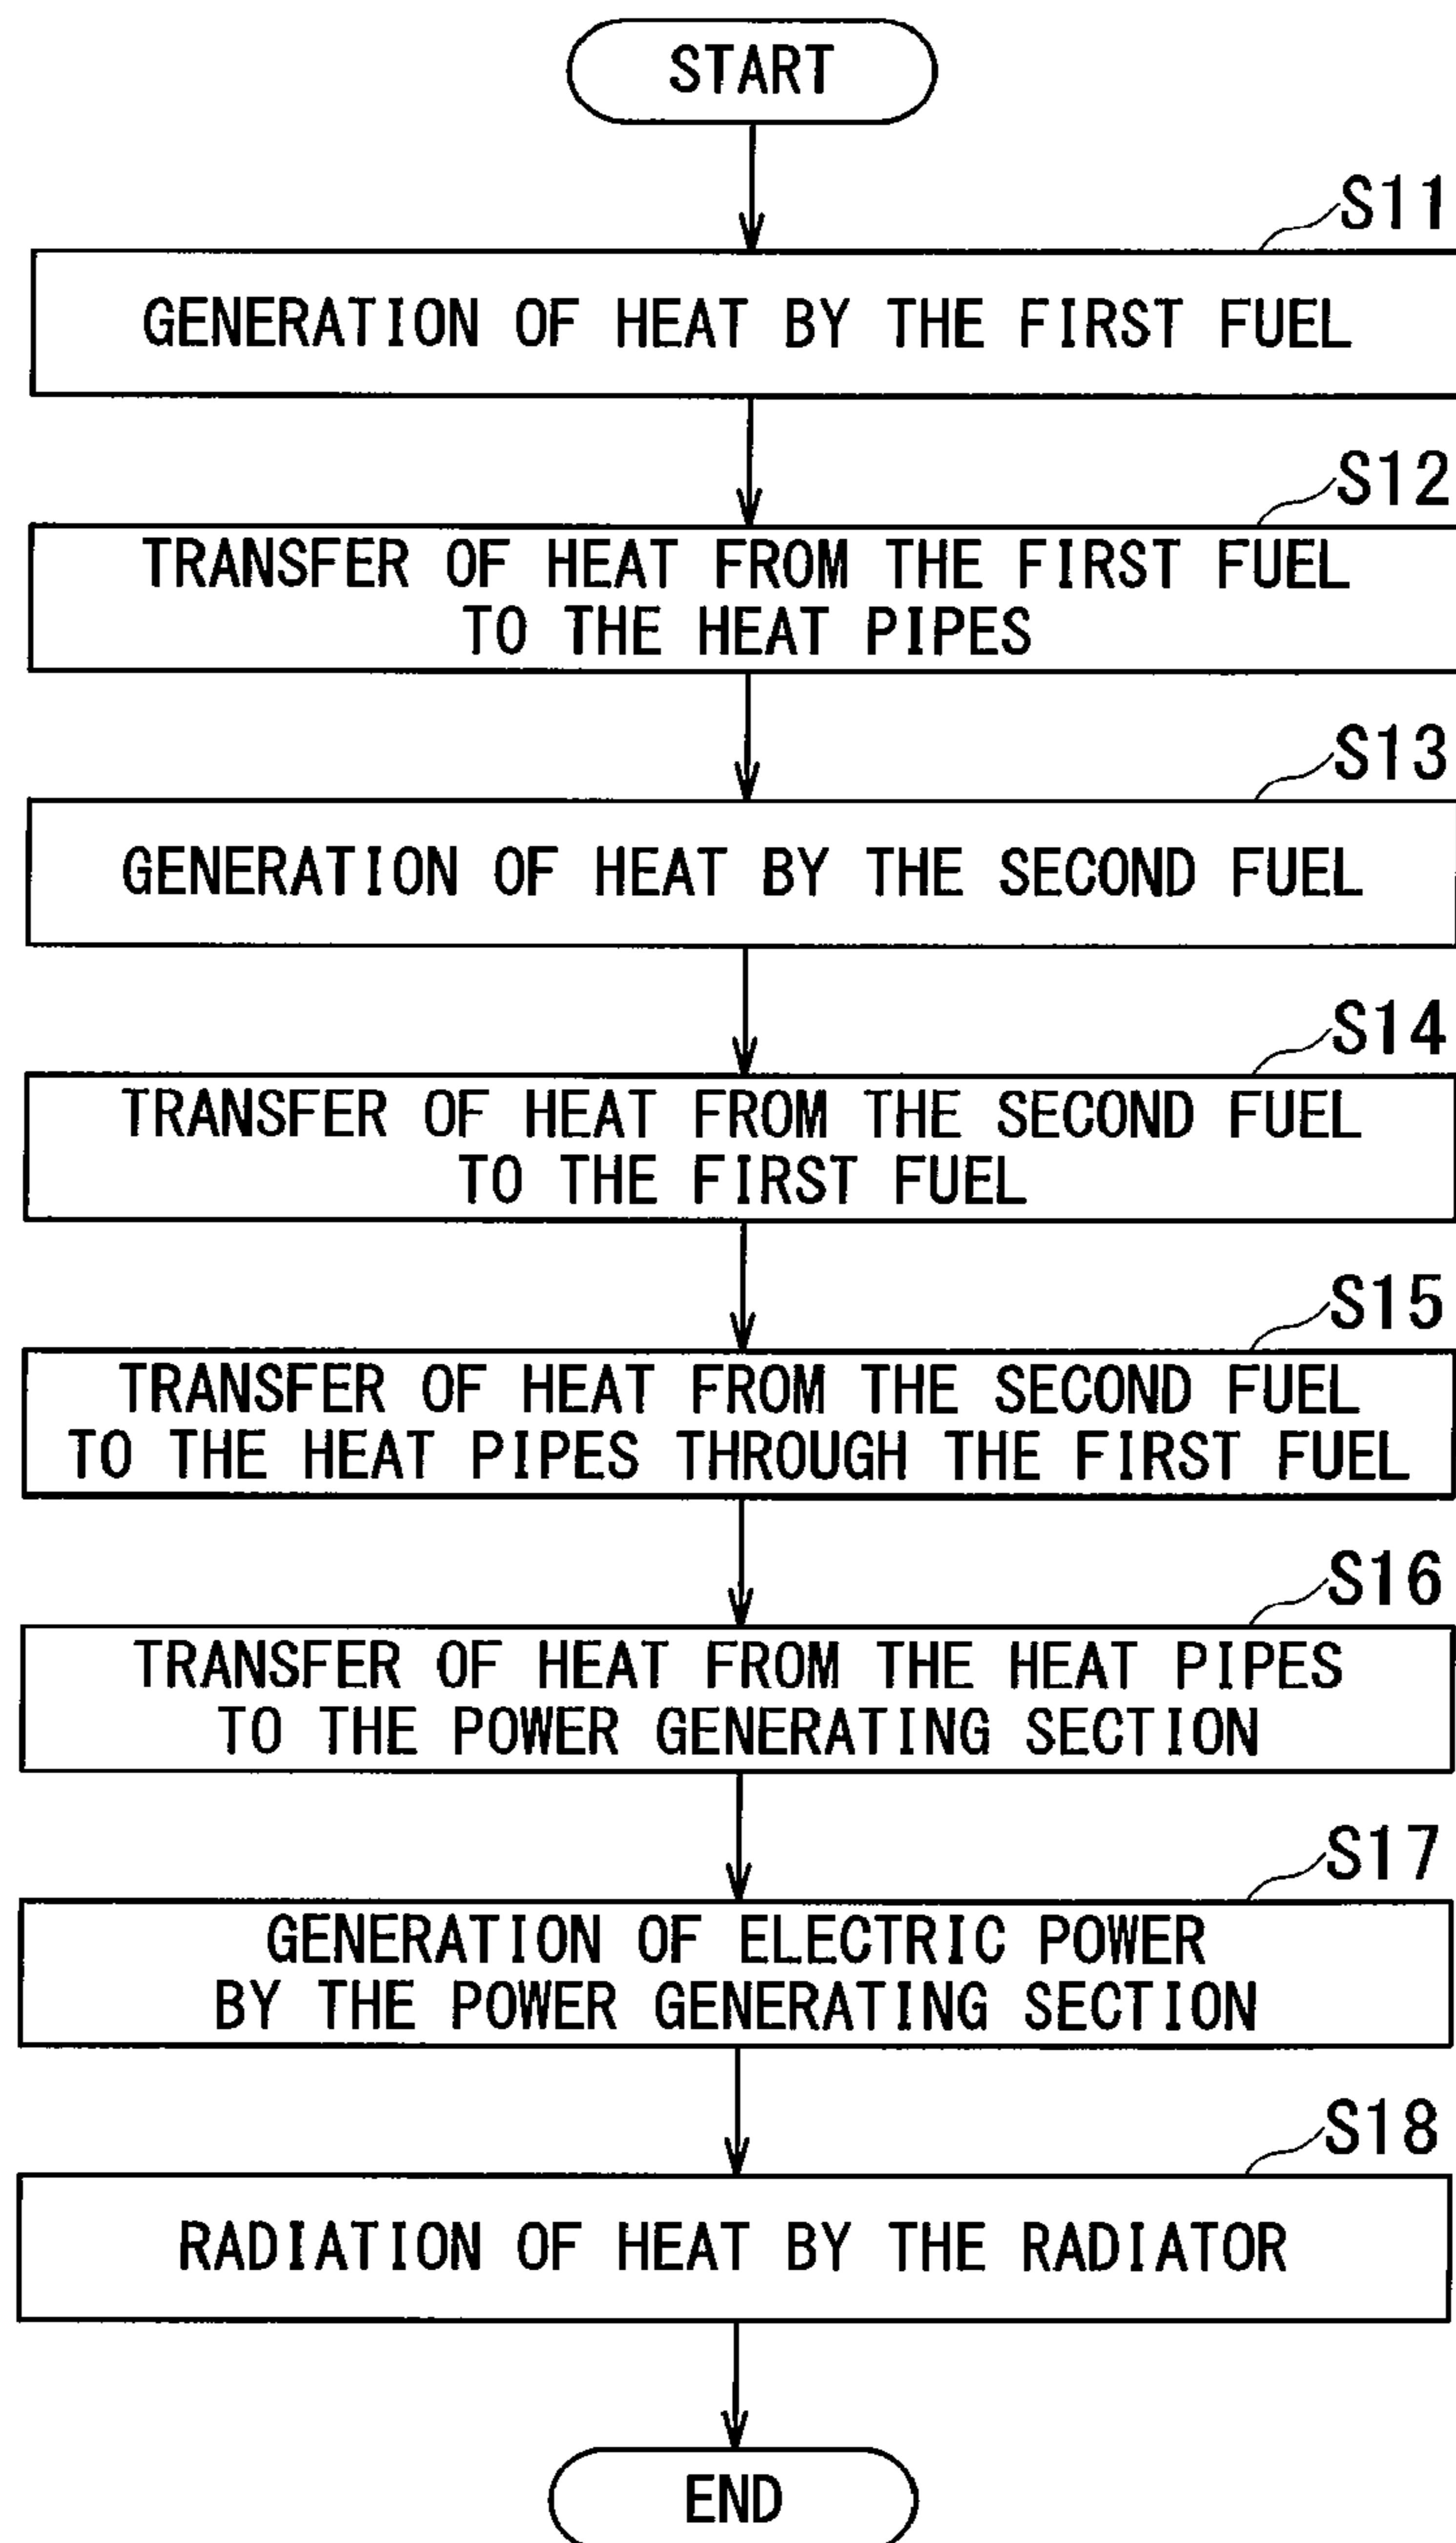 START
S11
GENERATION OF HEAT BY THE FIRST FUEL
S12
TRANSFER OF HEAT FROM THE FIRST FUEL
TO THE HEAT PIPES
S13
GENERATION OF HEAT BY THE SECOND FUEL
S14
TRANSFER OF HEAT FROM THE SECOND FUEL
TO THE FIRST FUEL
S15
TRANSFER OF HEAT FROM THE SECOND FUEL
TO THE HEAT PIPES THROUGH THE FIRST FUEL
S16
TRANSFER OF HEAT FROM THE HEAT PIPES
TO THE POWER GENERATING SECTION
S17
GENERATION OF ELECTRIC POWER
BY THE POWER GENERATING SECTION
S18
RADIATION OF HEAT BY THE RADIATOR
END